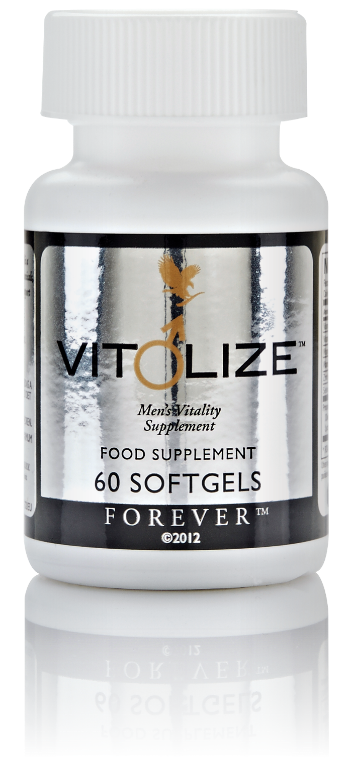 VITOLIZE™
Men's Vitality
Supplement
FOOD SUPPLEMENT
60 SOFTGELS
FOREVER™
©2012